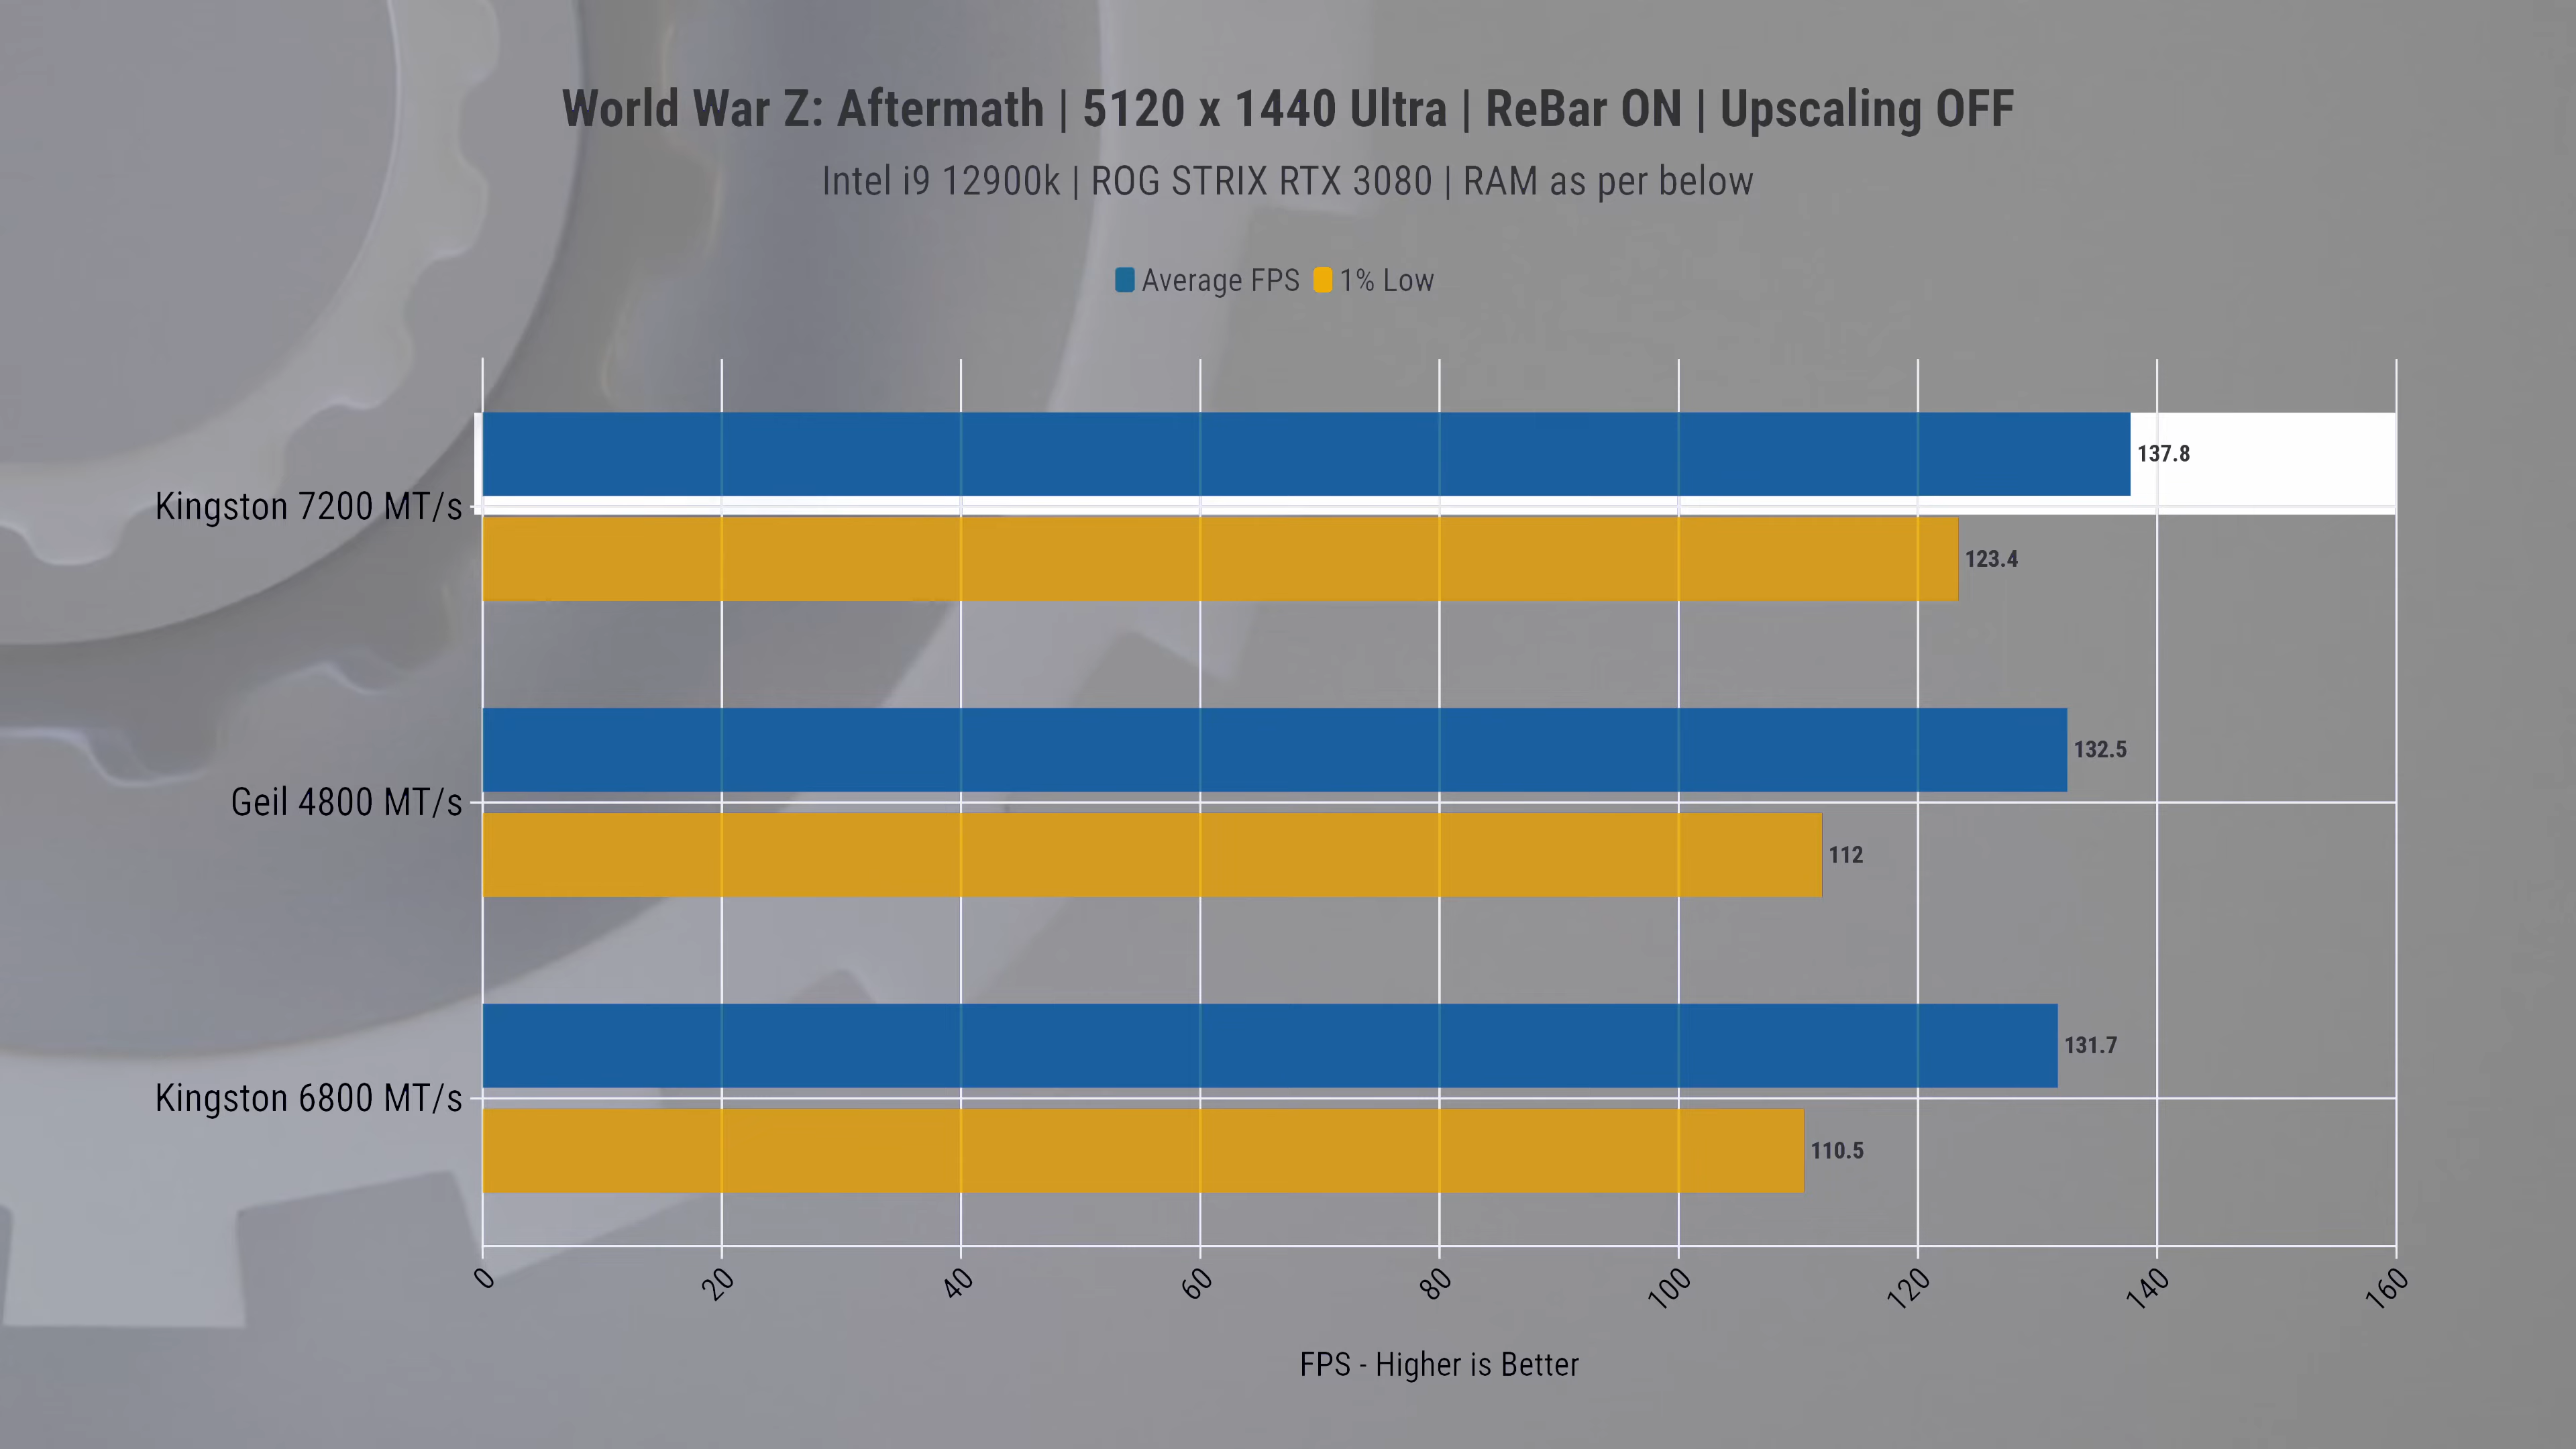 World War Z: Aftermath | 5120 x 1440 Ultra | ReBar ON | Upscaling OFF
Intel i9 12900k | ROG STRIX RTX 3080 | RAM as per below
Average FPS 1% Low
137.8
Kingston 7200 MT/s
123.4
132.5
Geil 4800 MT/s
112
131.7
Kingston 6800 MT/s
110.5
0 20 40 60 80 100 120 140 160
FPS - Higher is Better